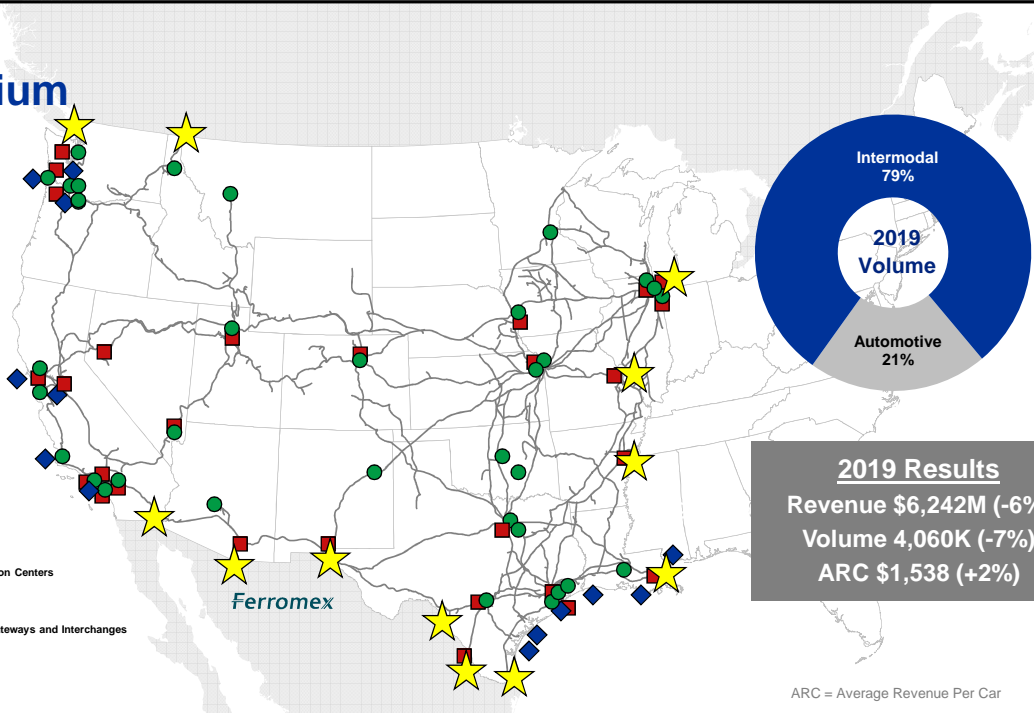 ium
Intermodal
79%
2019
Volume
Automotive
21%
2019 Results
Revenue $6,242M (-6%
Volume 4,060K (-7%)
ARC $1,538 (+2%)
on Centers
Ferromex
teways and Interchanges
ARC = Average Revenue Per Car